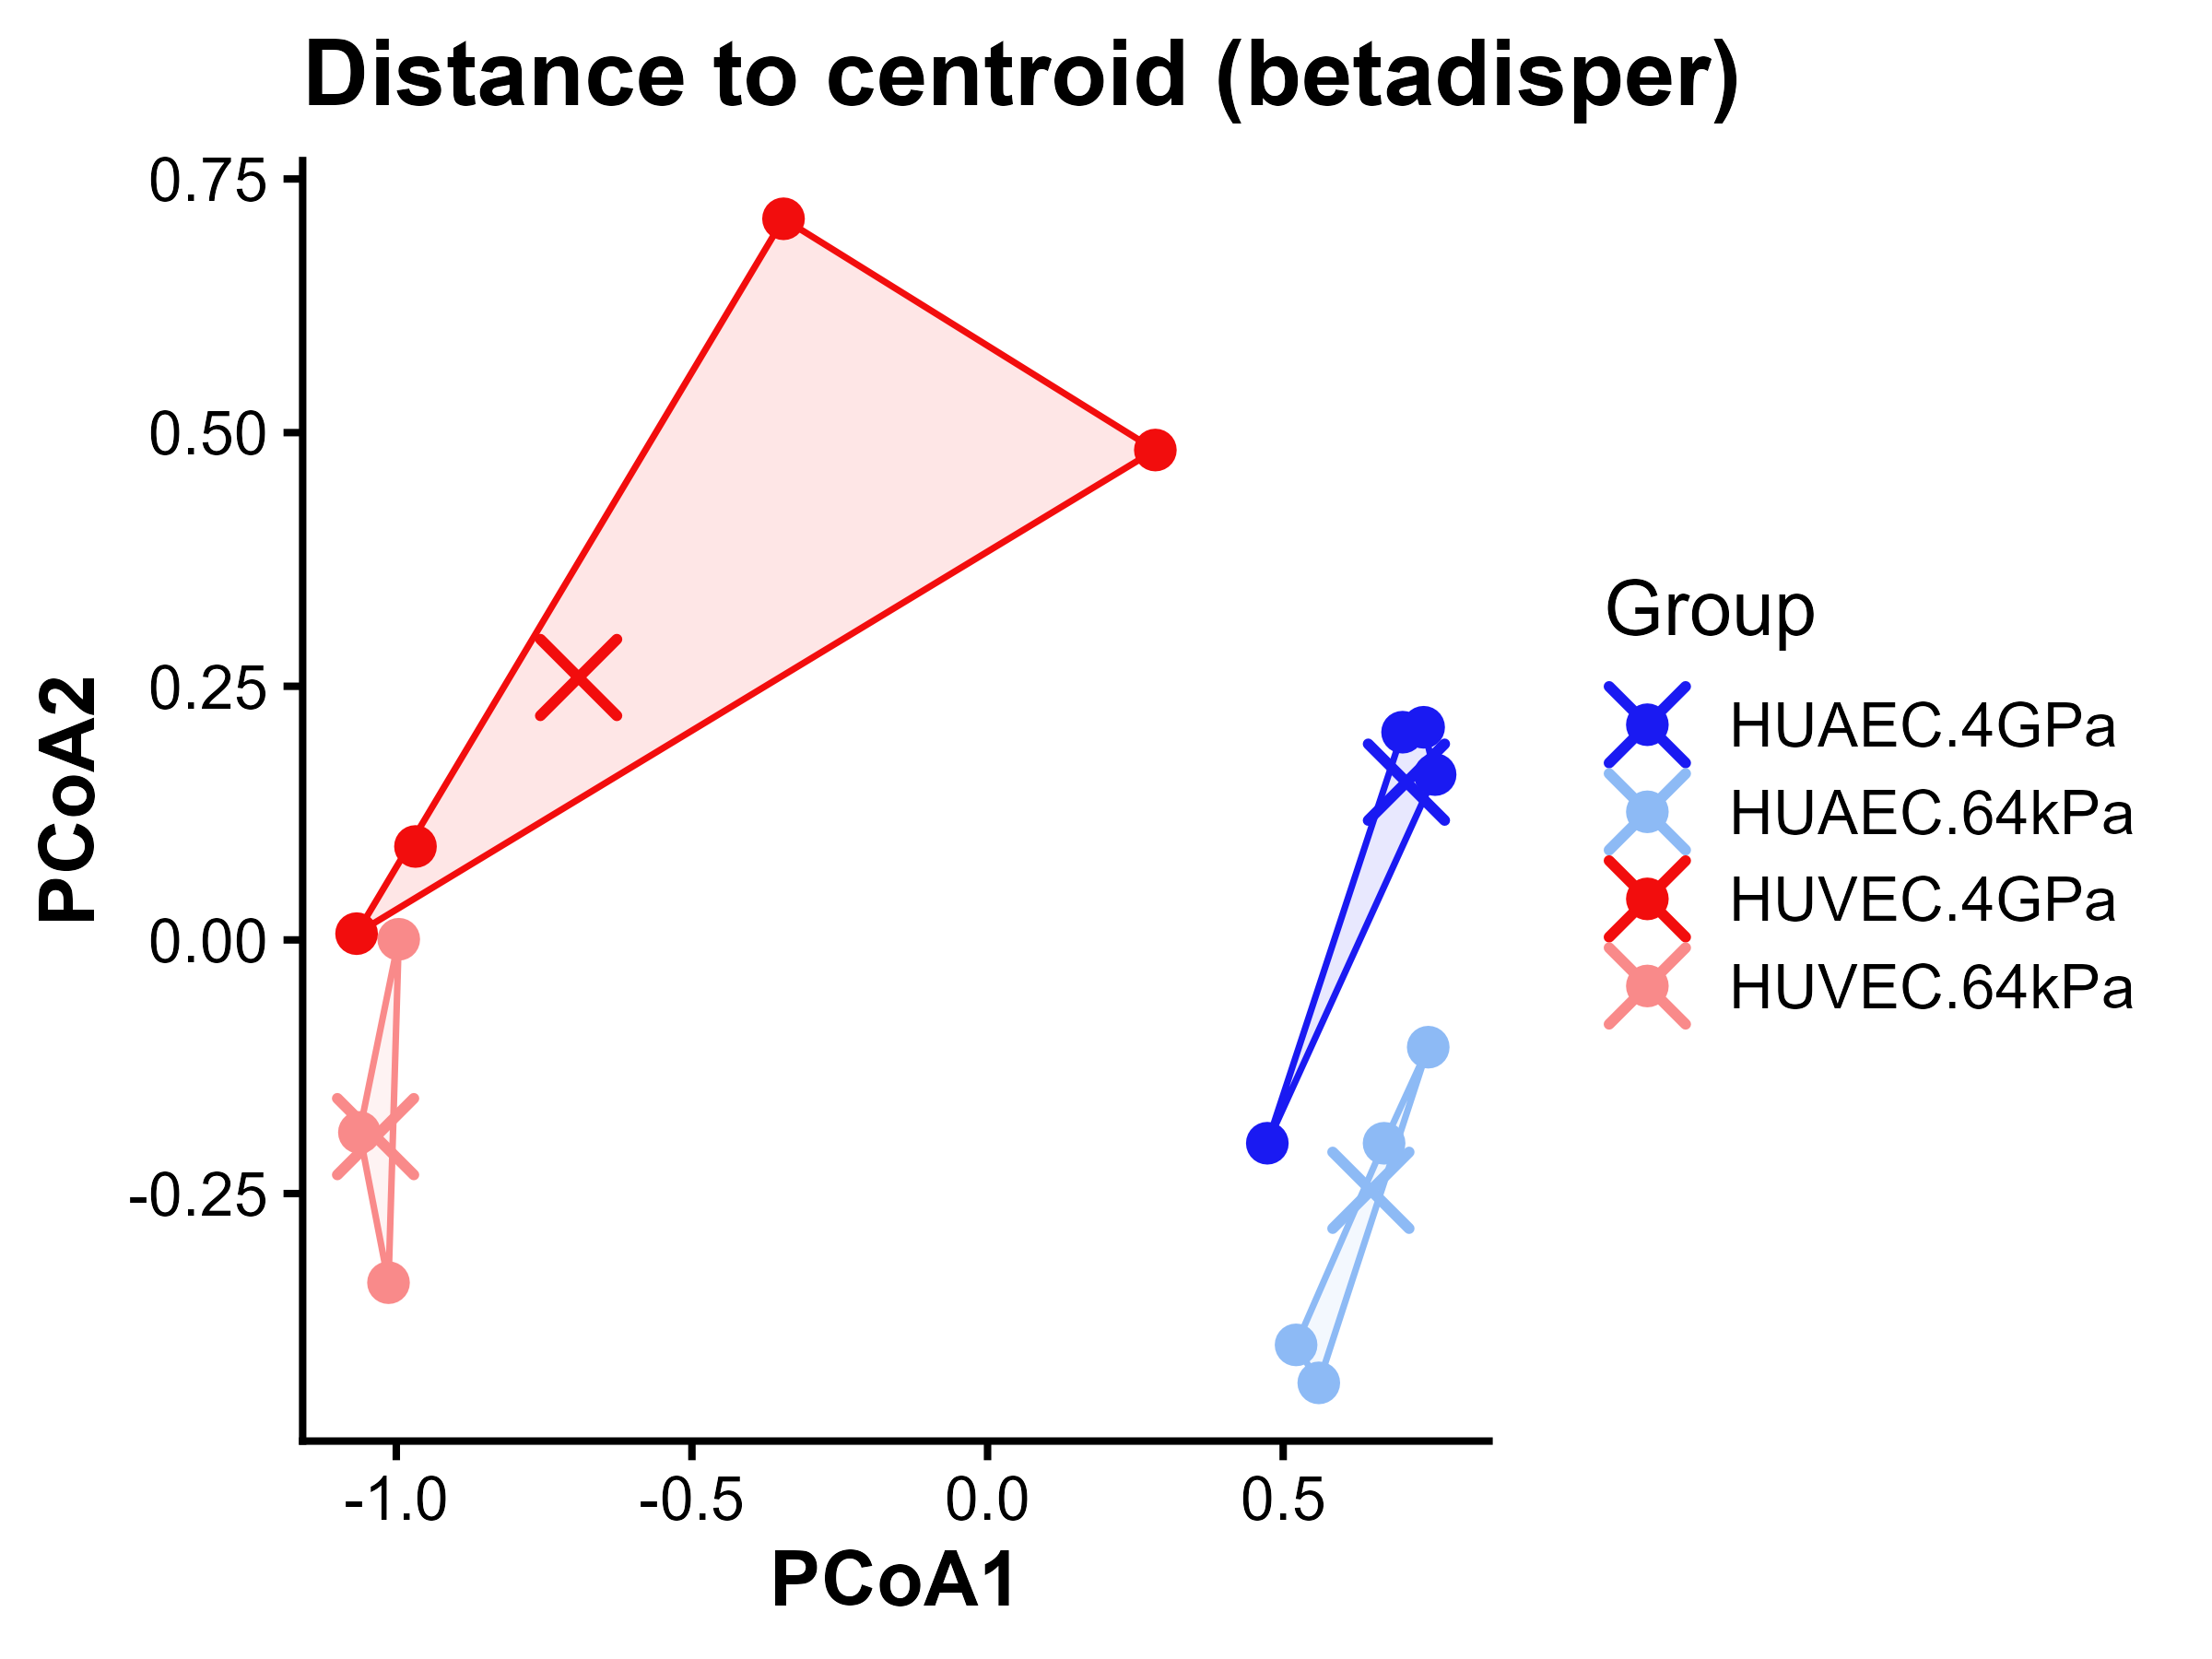 Distance to centroid (betadisper)
0.75
0.50
0.25
0.00
-0.25
PCoA2
-1.0 -0.5 0.0 0.5
PCoA1
Group
HUAEC.4GPa
HUAEC.64kPa
HUVEC.4GPa
HUVEC.64kPa